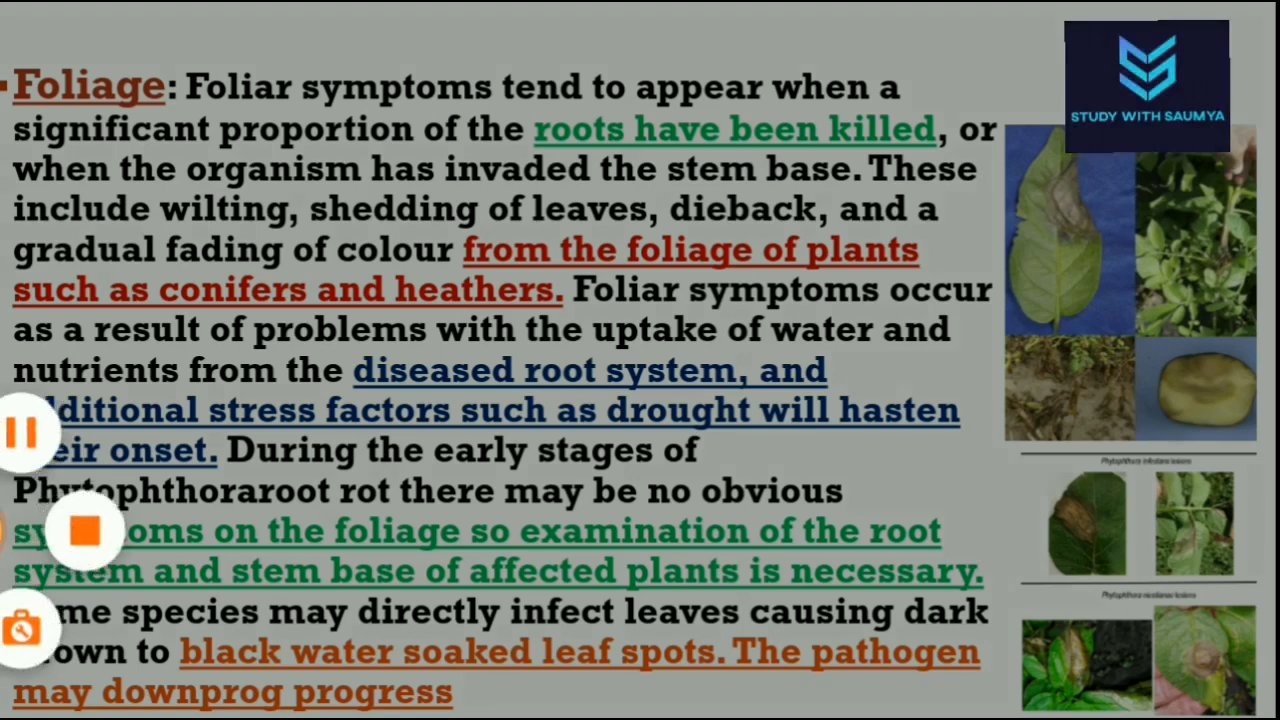 Foliage: Foliar symptoms tend to appear when a
significant proportion of the roots have been killed, or
when the organism has invaded the stem base. These
include wilting, shedding of leaves, dieback, and a
gradual fading of colour from the foliage of plants
such as conifers and heathers. Foliar symptoms occur
as a result of problems with the uptake of water and
nutrients from the diseased root system, and
stress factors such as drought will hasten
onset. During the early stages of
Phytophthoraroot rot there may be no obvious
on the foliage so examination of the root
system and stem base of affected plants is necessary.
species may directly infect leaves causing dark
to black water soaked leaf spots. The pathogen
may downprog progress
STUDY WITH SAUMYA